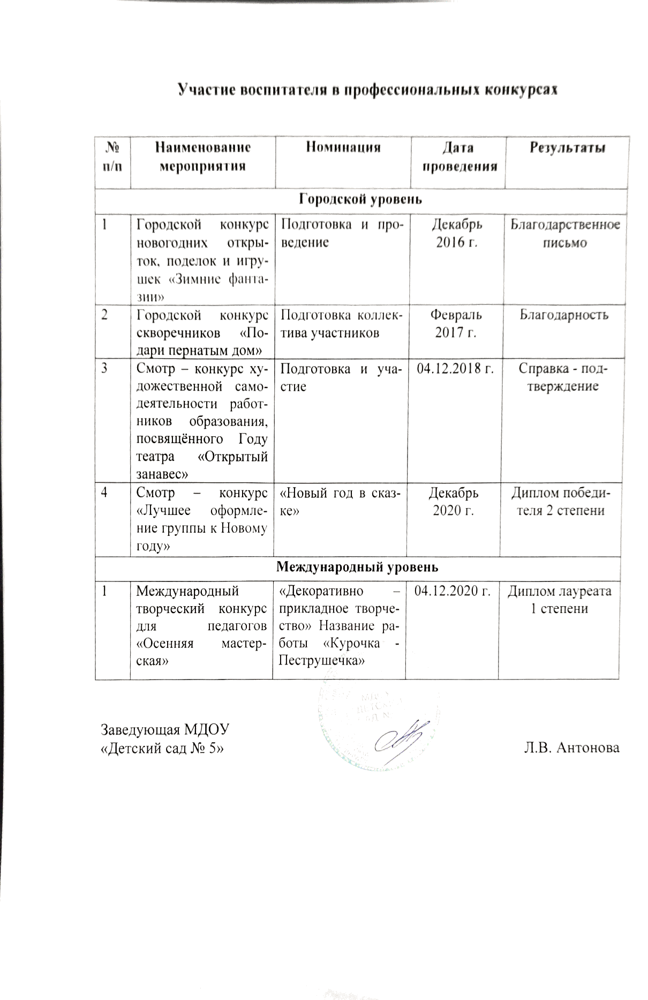 Участие воспитателя в профессиональных конкурсах
№ п/п
Наименование
мероприятия
Номинация
Дата
проведения
Результаты
Городской уровень
1
Городской конкурс
новогодних откры-
ток, поделок и игру-
шек «Зимние фанта-
зии»
Подготовка и про-
ведение
Декабрь
2016 г.
Благодарственное
письмо
2
Городской конкурс
скворечников «По-
дари пернатым дом»
Подготовка коллек-
тива участников
Февраль
2017 г.
Благодарность
3
Смотр – конкурс ху-
дожественной само-
деятельности работ-
ников образования,
посвящённого Году
театра «Открытый
занавес»
Подготовка и уча-
стие
04.12.2018 г.
Справка - под-
тверждение
4
Смотр – конкурс
«Лучшее оформле-
ние группы к Новому
году»
«Новый год в сказ-
ке»
Декабрь
2020 г.
Диплом победи-
теля 2 степени
Международный уровень
1
Международный
творческий конкурс
для педагогов
«Осенняя мастер-
ская»
«Декоративно –
прикладное творче-
ство» Название ра-
боты «Курочка -
Пеструшечка»
04.12.2020 г.
Диплом лауреата
1 степени
Заведующая МДОУ
«Детский сад № 5»
Л.В. Антонова